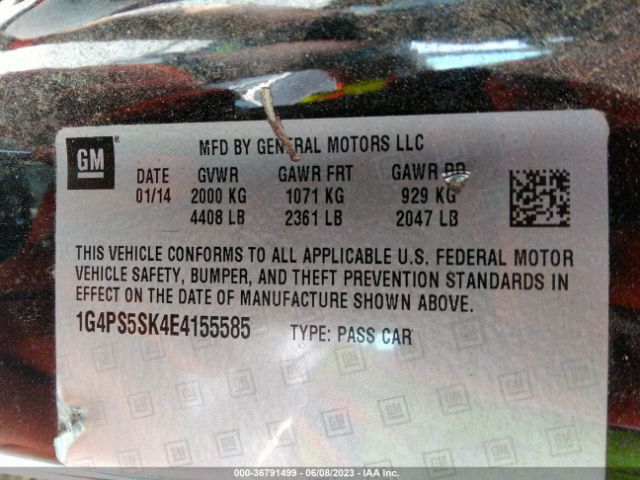 GM
MFD BY GENERAL MOTORS LLC
DATE GVWR GAWR FRT GAWR RR
01/14 2000 KG 1071 KG 929 KG
4408 LB 2361 LB 2047 LB
THIS VEHICLE CONFORMS TO ALL APPLICABLE U.S. FEDERAL MOTOR
VEHICLE SAFETY, BUMPER, AND THEFT PREVENTION STANDARDS IN
EFFECT ON THE DATE OF MANUFACTURE SHOWN ABOVE.
1G4PS5SK4E4155585 TYPE: PASS CAR
000-36791499 - 06/08/2023 - IAA Inc.